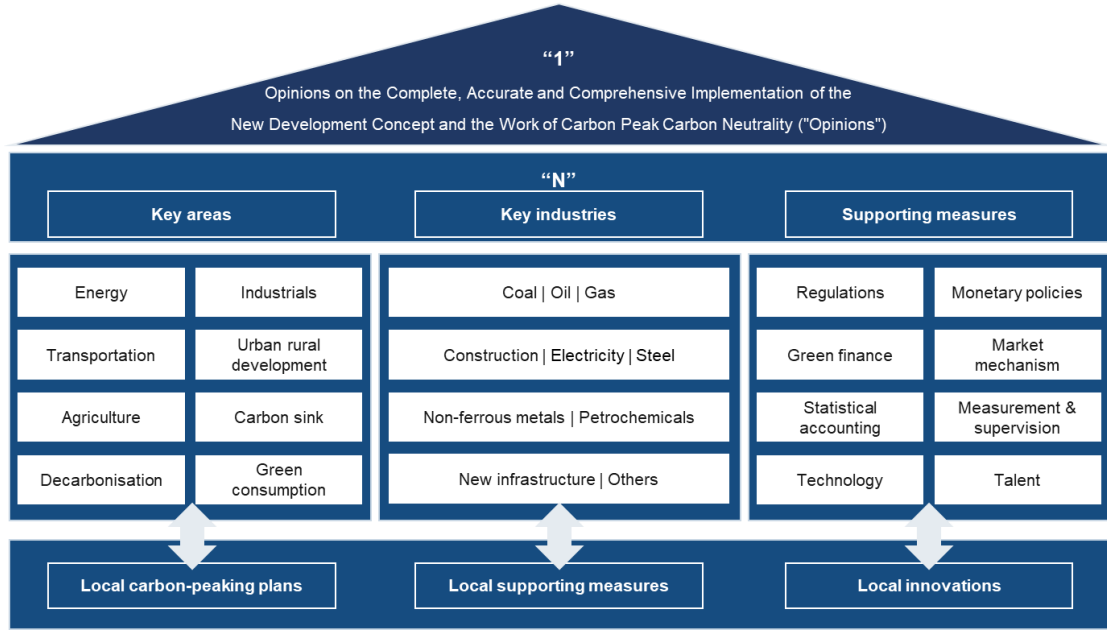 “1”
Opinions on the Complete, Accurate and Comprehensive Implementation of the
New Development Concept and the Work of Carbon Peak Carbon Neutrality ("Opinions")
“N”
Key areas
Key industries
Supporting measures
Energy
Industrials
Transportation
Urban rural
development
Agriculture
Carbon sink
Decarbonisation
Green
consumption
Coal | Oil | Gas
Construction | Electricity | Steel
Non-ferrous metals | Petrochemicals
New infrastructure | Others
Regulations
Monetary policies
Green finance
Market
mechanism
Statistical
accounting
Measurement &
supervision
Technology
Talent
Local carbon-peaking plans
Local supporting measures
Local innovations